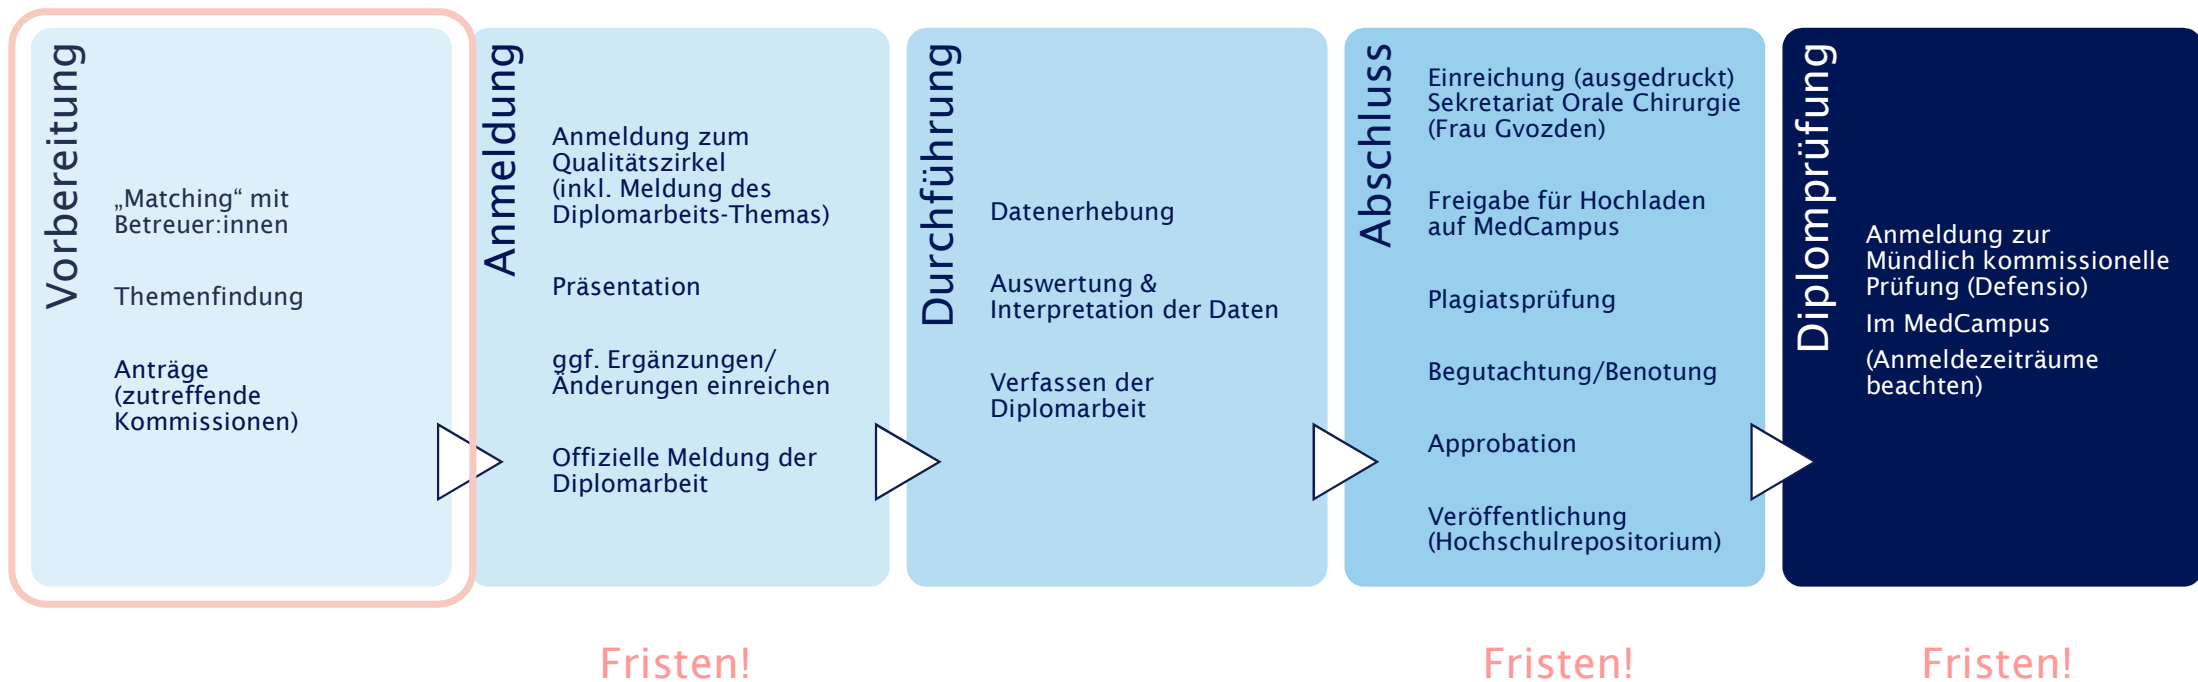 Vorbereitung
„Matching“ mit
Betreuer:innen
Themenfindung
Anträge
(zutreffende
Kommissionen)
Anmeldung
Anmeldung zum
Qualitätszirkel
(inkl. Meldung des
Diplomarbeits-Themas)
Präsentation
ggf. Ergänzungen/
Änderungen einreichen
Offizielle Meldung der
Diplomarbeit
Durchführung
Datenerhebung
Auswertung &
Interpretation der Daten
Verfassen der
Diplomarbeit
Abschluss
Einreichung (ausgedruckt)
Sekretariat Orale Chirurgie
(Frau Gvozden)
Freigabe für Hochladen
auf MedCampus
Plagiatsprüfung
Begutachtung/Benotung
Approbation
Veröffentlichung
(Hochschulrepositorium)
Diplomprüfung
Anmeldung zur
Mündlich kommissionelle
Prüfung (Defensio)
Im MedCampus
(Anmeldezeiträume
beachten)
Fristen!
Fristen!
Fristen!